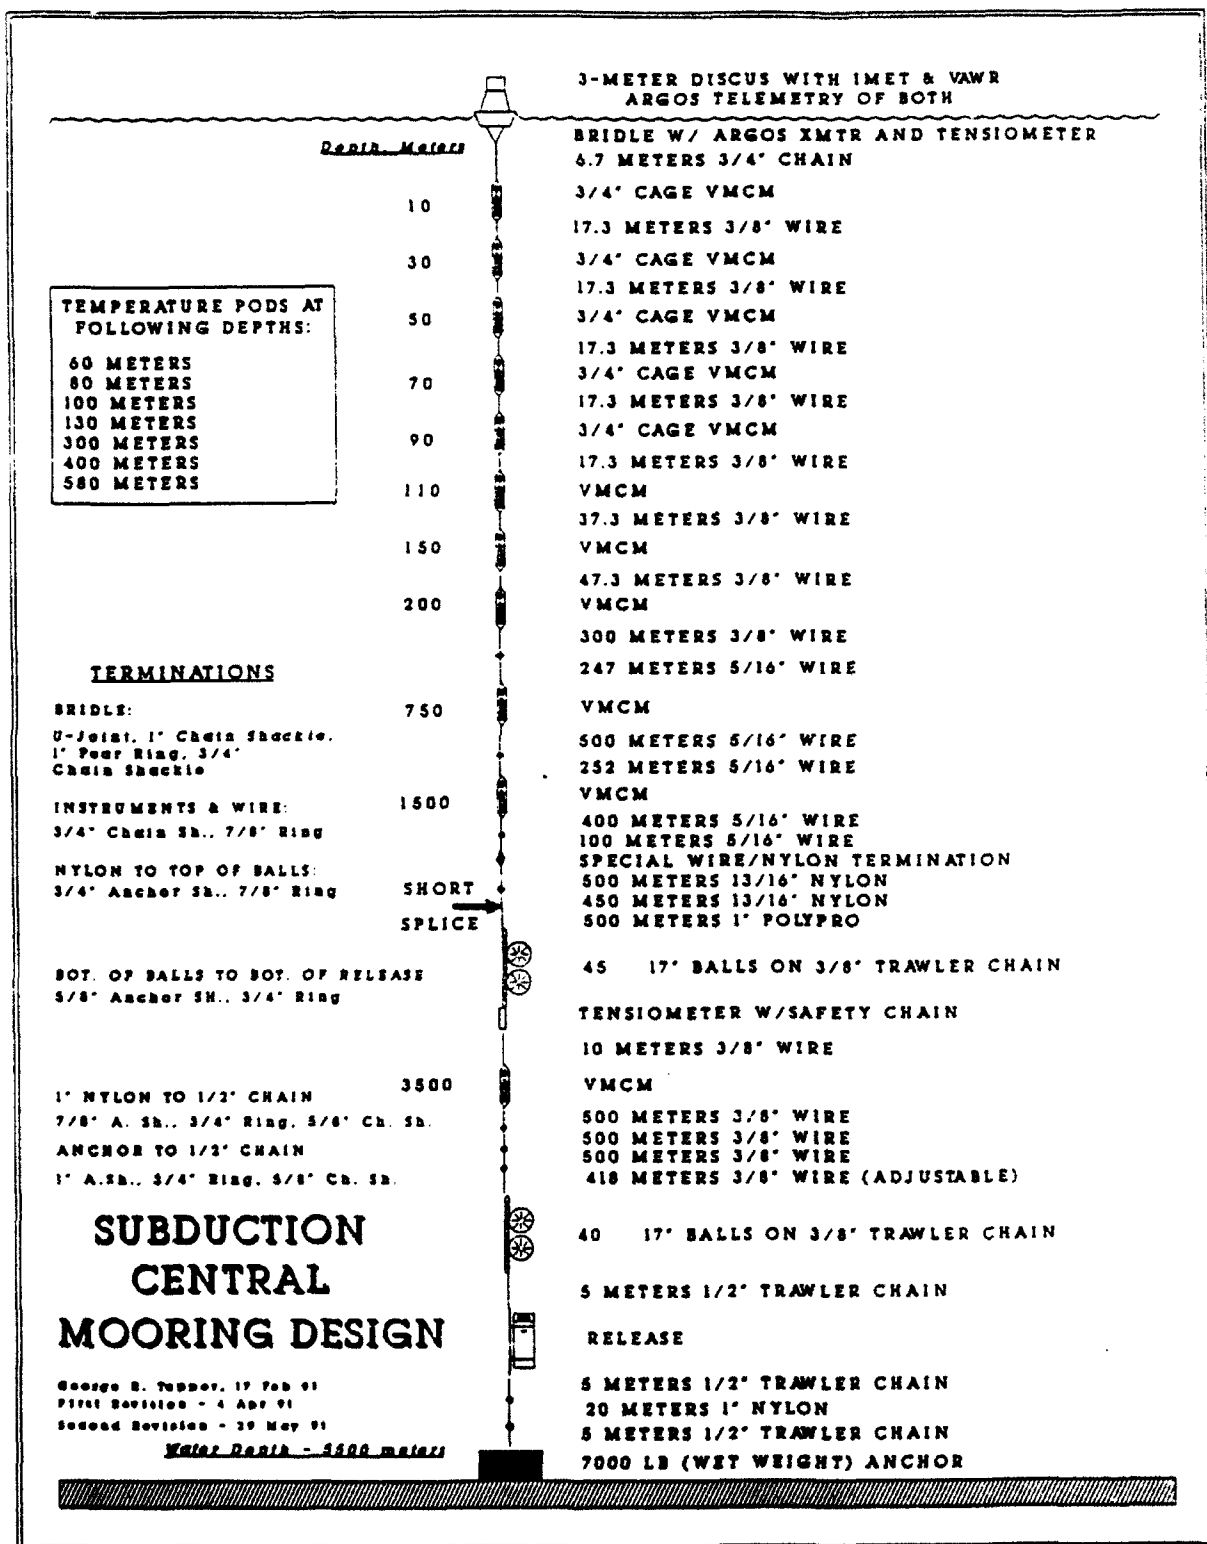 3-METER DISCUS WITH IMET & VAWR
ARGOS TELEMETRY OF BOTH
BRIDLE W/ ARGOS XMTR AND TENSIOMETER
Depth, Meters
6.7 METERS 3/4" CHAIN
10
3/4" CAGE VMCM
17.3 METERS 3/8" WIRE
30
3/4" CAGE VMCM
17.3 METERS 3/8" WIRE
50
3/4" CAGE VMCM
17.3 METERS 3/8" WIRE
70
3/4" CAGE VMCM
17.3 METERS 3/8" WIRE
90
3/4" CAGE VMCM
17.3 METERS 3/8" WIRE
110
VMCM
37.3 METERS 3/8" WIRE
150
VMCM
47.3 METERS 3/8" WIRE
200
VMCM
300 METERS 3/8" WIRE
247 METERS 5/16" WIRE
750
VMCM
500 METERS 5/16" WIRE
252 METERS 5/16" WIRE
1500
VMCM
400 METERS 5/16" WIRE
100 METERS 5/16" WIRE
SPECIAL WIRE/NYLON TERMINATION
500 METERS 13/16" NYLON
450 METERS 13/16" NYLON
500 METERS 1" POLYPRO
SHORT
SPLICE
45 17" BALLS ON 3/8" TRAWLER CHAIN
TENSIOMETER W/SAFETY CHAIN
10 METERS 3/8" WIRE
3500
VMCM
500 METERS 3/8" WIRE
500 METERS 3/8" WIRE
500 METERS 3/8" WIRE
418 METERS 3/8" WIRE (ADJUSTABLE)
40 17" BALLS ON 3/8" TRAWLER CHAIN
5 METERS 1/2" TRAWLER CHAIN
RELEASE
5 METERS 1/2" TRAWLER CHAIN
20 METERS 1" NYLON
5 METERS 1/2" TRAWLER CHAIN
7000 LB (WET WEIGHT) ANCHOR
TEMPERATURE PODS AT
FOLLOWING DEPTHS:
60 METERS
80 METERS
100 METERS
130 METERS
300 METERS
400 METERS
580 METERS
TERMINATIONS
BRIDLE:
U-Joint, 1" Chain Shackle,
1" Pear Ring, 3/4"
Chain Shackle
INSTRUMENTS & WIRE:
3/4" Chain Sh., 7/8" Ring
NYLON TO TOP OF BALLS:
3/4" Anchor Sh., 7/8" Ring
BOT. OF BALLS TO BOT. OF RELEASE
5/8" Anchor SH., 3/4" Ring
1" NYLON TO 1/2" CHAIN
7/8" A. Sh., 3/4" Ring, 5/8" Ch. Sh.
ANCHOR TO 1/2" CHAIN
1" A.Sh., 3/4" Ring, 5/8" Ch. Sh.
SUBDUCTION
CENTRAL
MOORING DESIGN
George R. Tupper, 17 Feb 91
First Revision - 4 Apr 91
Second Revision - 29 May 91
Water Depth - 5500 meters